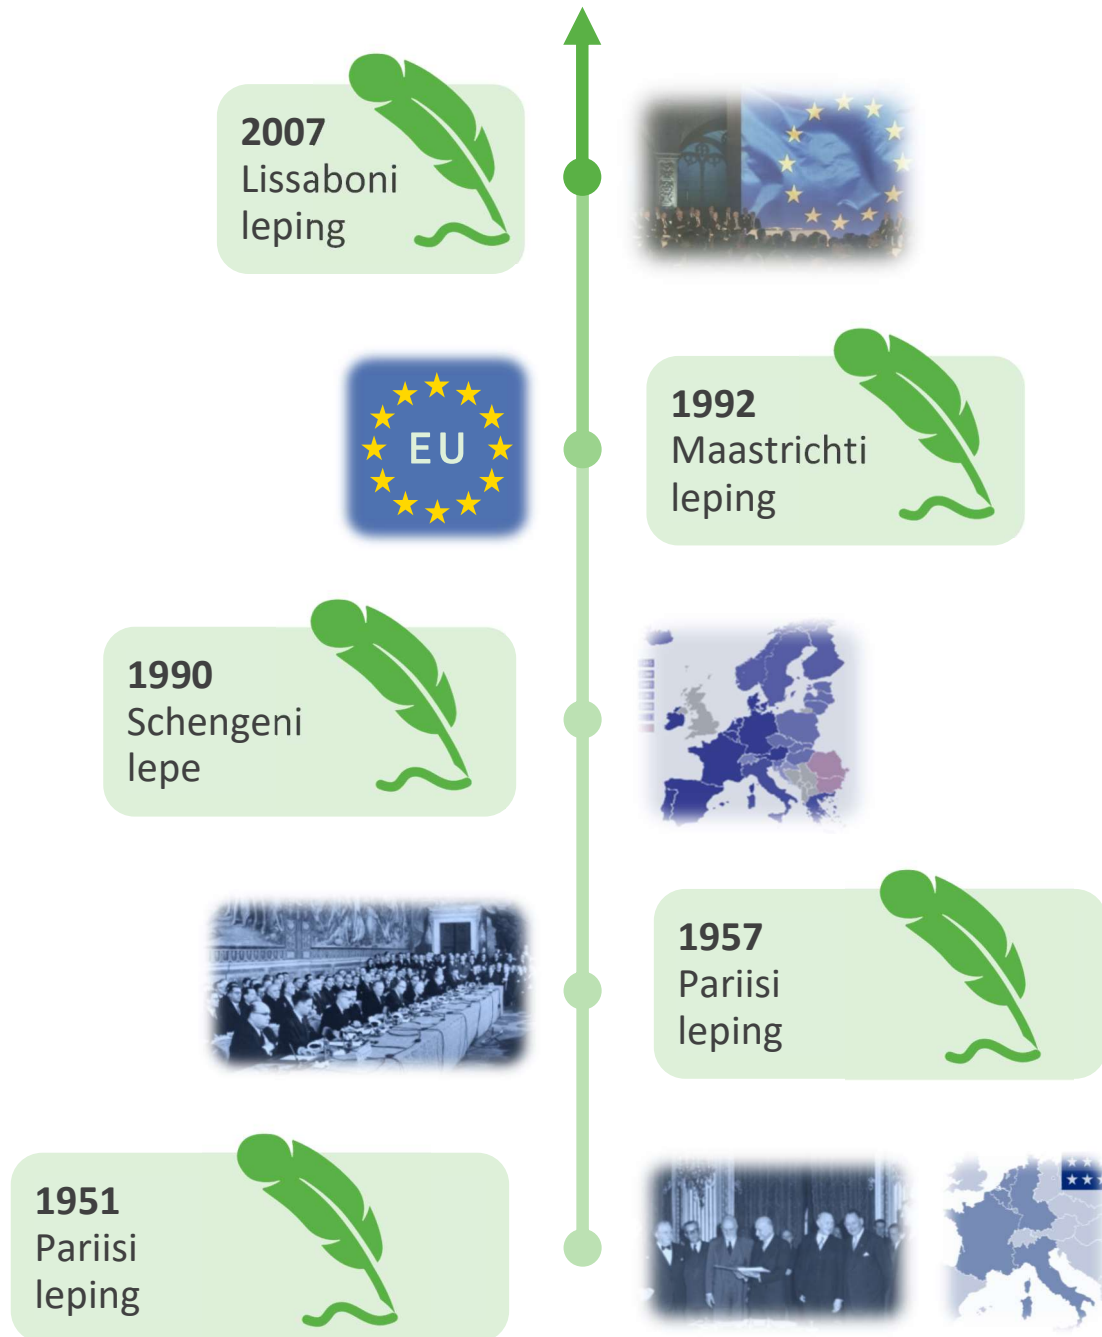 2007
Lissaboni
leping
EU
1992
Maastrichti
leping
1990
Schengeni
lepe
1957
Pariisi
leping
1951
Pariisi
leping